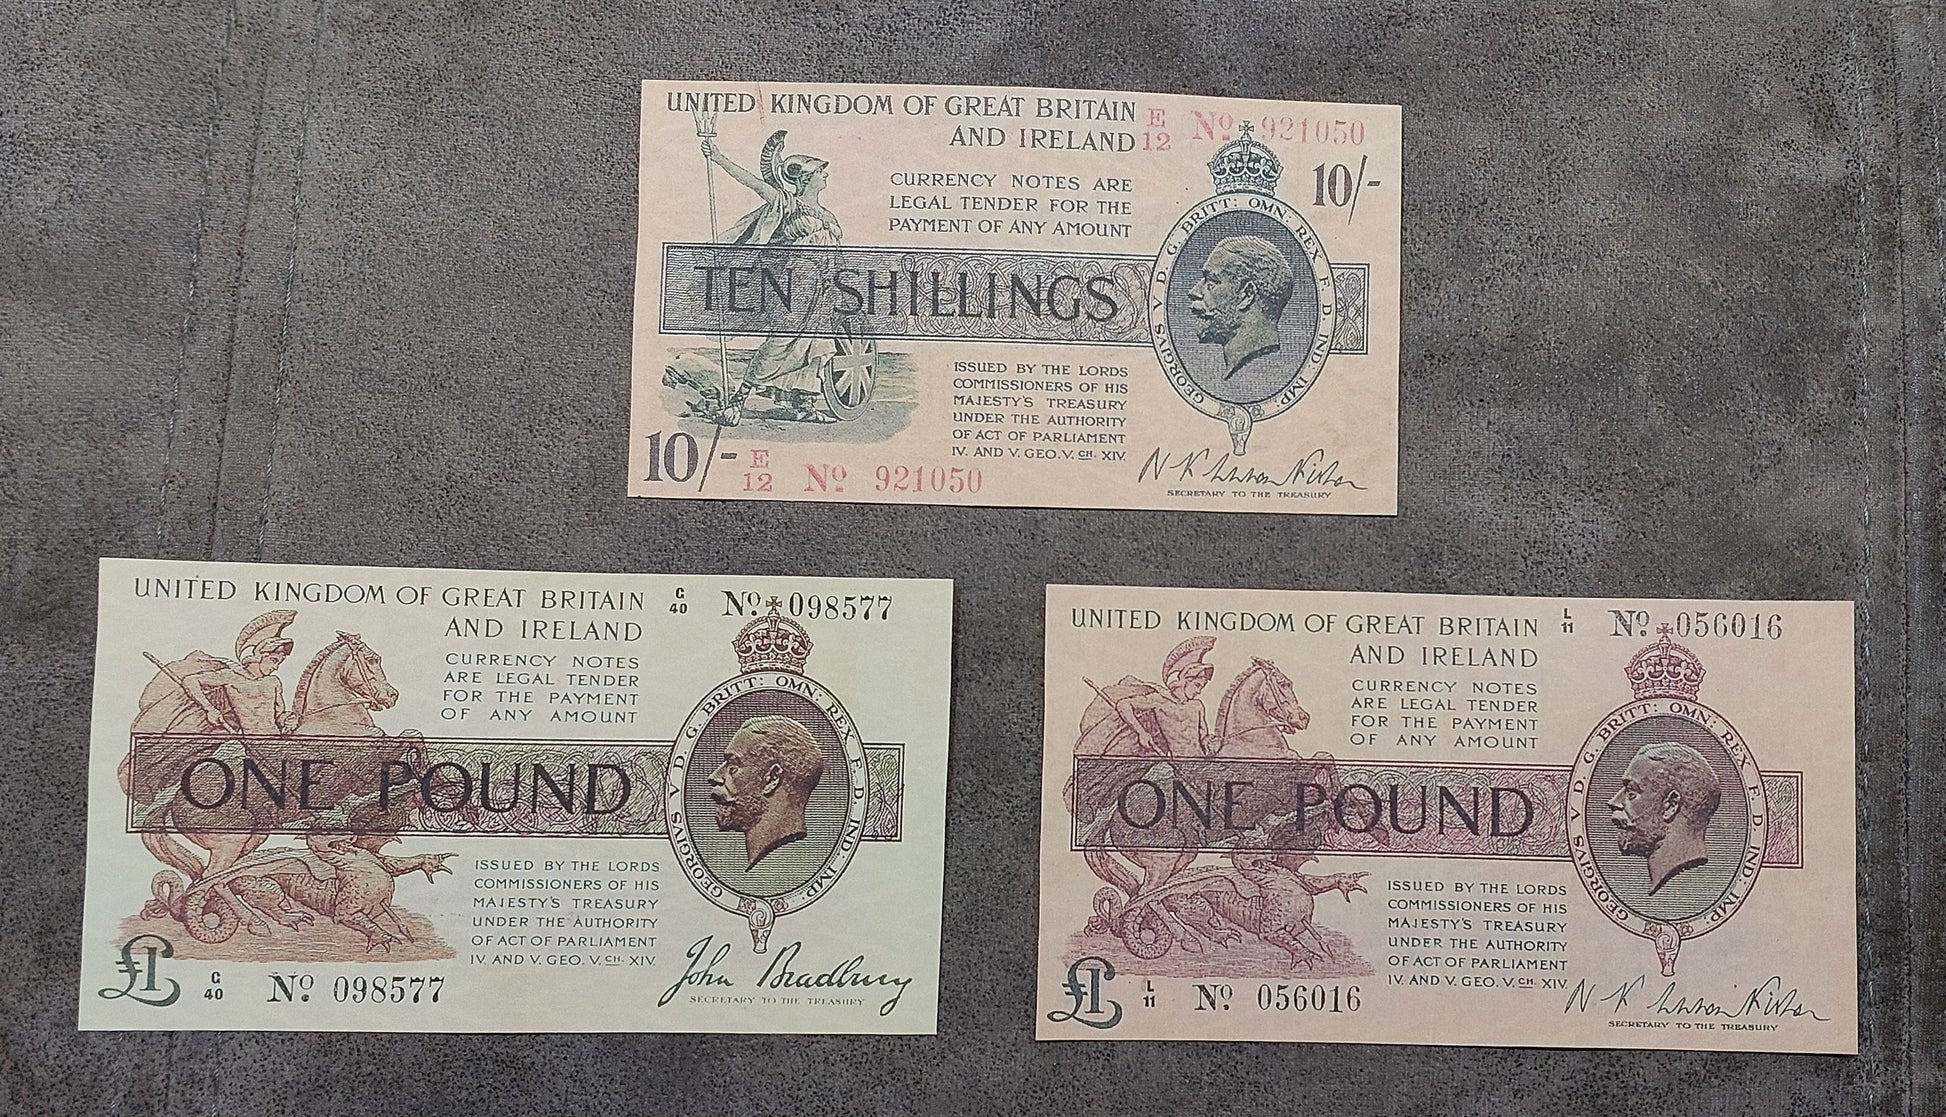 UNITED KINGDOM OF GREAT BRITAIN
AND IRELAND
E
12
Nº 921050
10/-
CURRENCY NOTES ARE
LEGAL TENDER FOR THE
PAYMENT OF ANY AMOUNT
TEN SHILLINGS
GEORGIVS V D. G. BRITT: OMN: REX F. D. IND: IMP:
ISSUED BY THE LORDS
COMMISSIONERS OF HIS
MAJESTY'S TREASURY
UNDER THE AUTHORITY
OF ACT OF PARLIAMENT
IV. AND V. GEO. V. CH. XIV.
10/-
E
12
Nº 921050
SECRETARY TO THE TREASURY
UNITED KINGDOM OF GREAT BRITAIN
AND IRELAND
G
40
Nº 098577
CURRENCY NOTES
ARE LEGAL TENDER
FOR THE PAYMENT
OF ANY AMOUNT
ONE POUND
GEORGIVS V D. G. BRITT: OMN: REX F. D. IND: IMP:
ISSUED BY THE LORDS
COMMISSIONERS OF HIS
MAJESTY'S TREASURY
UNDER THE AUTHORITY
OF ACT OF PARLIAMENT
IV. AND V. GEO. V. CH. XIV.
£1
G
40
Nº 098577
John Bradbury
SECRETARY TO THE TREASURY
UNITED KINGDOM OF GREAT BRITAIN
AND IRELAND
L
11
Nº 056016
CURRENCY NOTES
ARE LEGAL TENDER
FOR THE PAYMENT
OF ANY AMOUNT
ONE POUND
GEORGIVS V D. G. BRITT: OMN: REX F. D. IND: IMP:
ISSUED BY THE LORDS
COMMISSIONERS OF HIS
MAJESTY'S TREASURY
UNDER THE AUTHORITY
OF ACT OF PARLIAMENT
IV. AND V. GEO. V. CH. XIV.
£1
L
11
Nº 056016
SECRETARY TO THE TREASURY